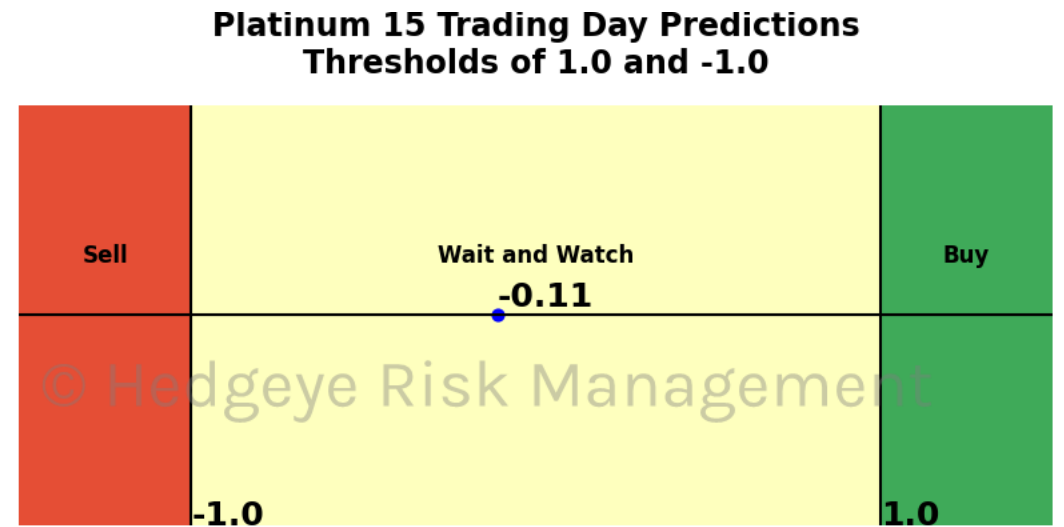 Platinum 15 Trading Day Predictions
Thresholds of 1.0 and -1.0
Sell
Wait and Watch
Buy
-0.11
© Hedgeye Risk Management
-1.0
1.0